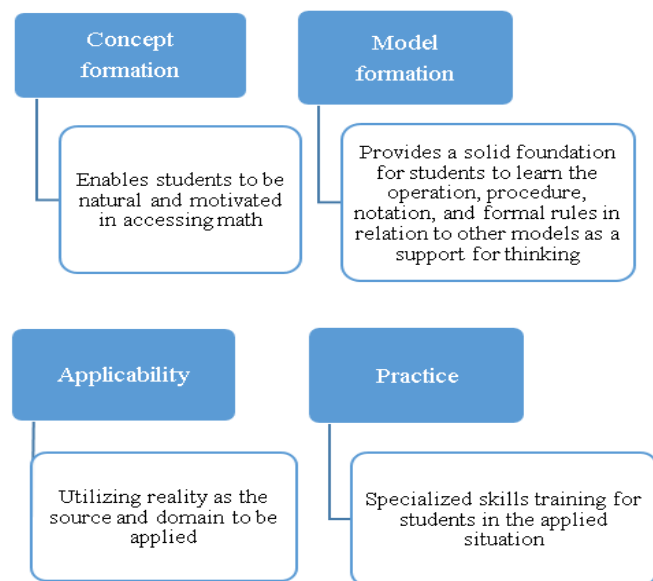 Concept
formation
Enables students to be
natural and motivated
in accessing math
Model
formation
Provides a solid foundation
for students to learn the
operation, procedure,
notation, and formal rules in
relation to other models as a
support for thinking
Applicability
Utilizing reality as the
source and domain to be
applied
Practice
Specialized skills training for
students in the applied
situation